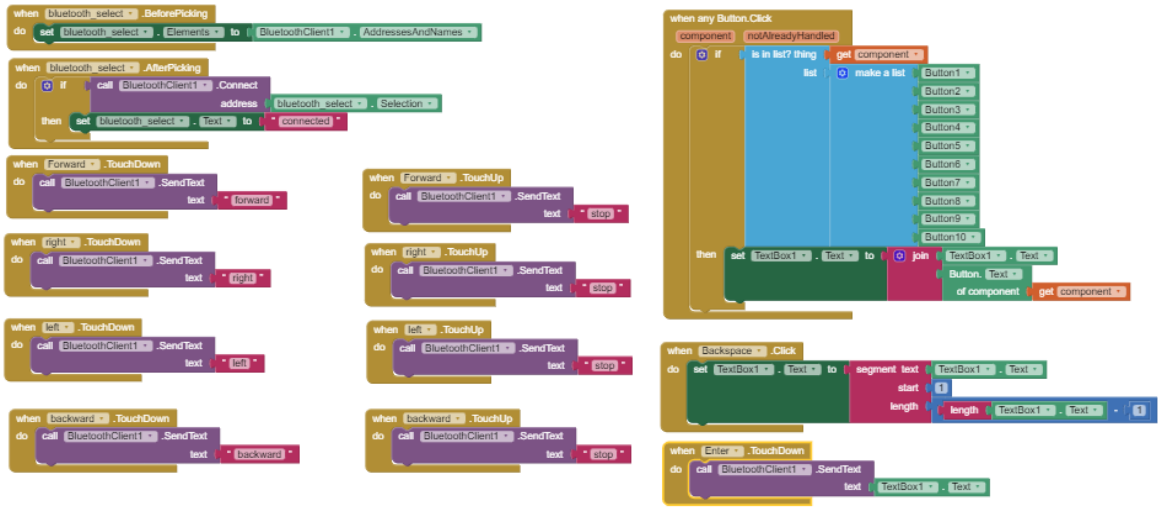 when bluetooth_select .BeforePicking
do set bluetooth_select . Elements to BluetoothClient1 . AddressesAndNames
when bluetooth_select .AfterPicking
do if call BluetoothClient1 .Connect
address bluetooth_select . Selection
then set bluetooth_select . Text to " connected "
when Forward .TouchDown
do call BluetoothClient1 .SendText
text " forward "
when right .TouchDown
do call BluetoothClient1 .SendText
text " right "
when left .TouchDown
do call BluetoothClient1 .SendText
text " left "
when backward .TouchDown
do call BluetoothClient1 .SendText
text " backward "
when Forward .TouchUp
do call BluetoothClient1 .SendText
text " stop "
when right .TouchUp
do call BluetoothClient1 .SendText
text " stop "
when left .TouchUp
do call BluetoothClient1 .SendText
text " stop "
when backward .TouchUp
do call BluetoothClient1 .SendText
text " stop "
when any Button.Click
component notAlreadyHandled
do if is in list? thing get component
list make a list Button1
Button2
Button3
Button4
Button5
Button6
Button7
Button8
Button9
Button10
then set TextBox1 . Text to join TextBox1 . Text
Button. Text
of component get component
when Backspace .Click
do set TextBox1 . Text to segment text TextBox1 . Text
start 1
length length TextBox1 . Text - 1
when Enter .TouchDown
do call BluetoothClient1 .SendText
text TextBox1 . Text